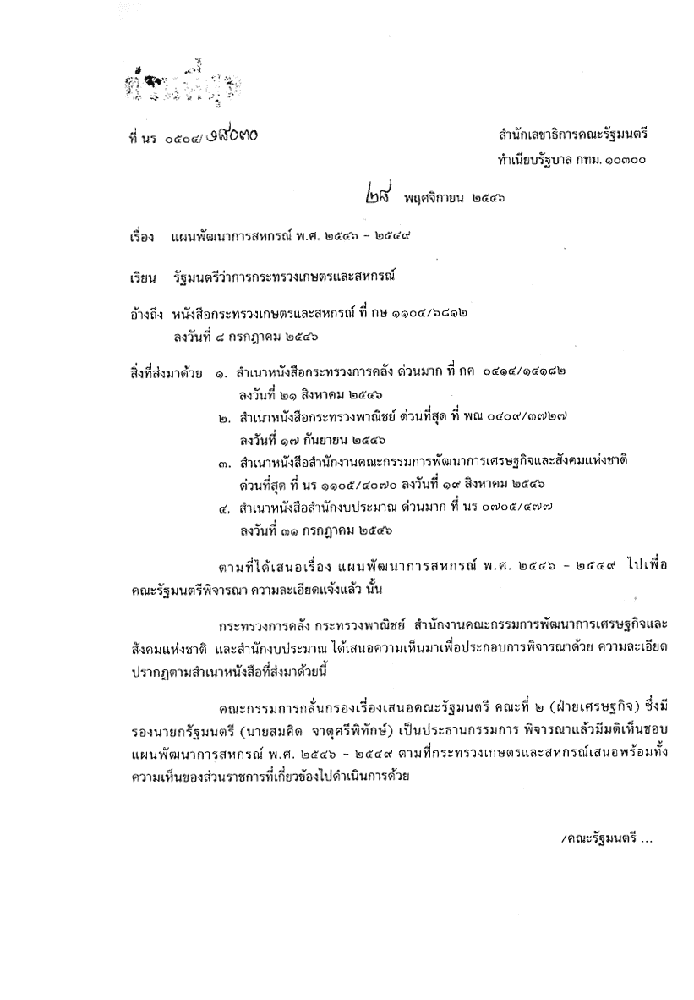 ด่วนที่สุด
ที่ นร ๐๕๐๔/๑๘๐๓๐ สำนักเลขาธิการคณะรัฐมนตรี
ทำเนียบรัฐบาล กทม. ๑๐๓๐๐
๒๘ พฤศจิกายน ๒๕๔๖
เรื่อง แผนพัฒนาการสหกรณ์ พ.ศ. ๒๕๔๖ - ๒๕๔๙
เรียน รัฐมนตรีว่าการกระทรวงเกษตรและสหกรณ์
อ้างถึง หนังสือกระทรวงเกษตรและสหกรณ์ ที่ กษ ๑๑๐๔/๖๘๑๒
ลงวันที่ ๘ กรกฎาคม ๒๕๔๖
สิ่งที่ส่งมาด้วย ๑. สำเนาหนังสือกระทรวงการคลัง ด่วนมาก ที่ กค ๐๔๑๔/๑๔๑๘๒
ลงวันที่ ๒๑ สิงหาคม ๒๕๔๖
๒. สำเนาหนังสือกระทรวงพาณิชย์ ด่วนที่สุด ที่ พณ ๐๔๐๙/๓๗๒๗
ลงวันที่ ๑๗ กันยายน ๒๕๔๖
๓. สำเนาหนังสือสำนักงานคณะกรรมการพัฒนาการเศรษฐกิจและสังคมแห่งชาติ
ด่วนที่สุด ที่ นร ๑๑๐๕/๔๐๗๐ ลงวันที่ ๑๙ สิงหาคม ๒๕๔๖
๔. สำเนาหนังสือสำนักงบประมาณ ด่วนมาก ที่ นร ๐๗๐๕/๔๗๗
ลงวันที่ ๓๑ กรกฎาคม ๒๕๔๖
ตามที่ได้เสนอเรื่อง แผนพัฒนาการสหกรณ์ พ.ศ. ๒๕๔๖ - ๒๕๔๙ ไปเพื่อ
คณะรัฐมนตรีพิจารณา ความละเอียดแจ้งแล้ว นั้น
กระทรวงการคลัง กระทรวงพาณิชย์ สำนักงานคณะกรรมการพัฒนาการเศรษฐกิจและ
สังคมแห่งชาติ และสำนักงบประมาณ ได้เสนอความเห็นมาเพื่อประกอบการพิจารณาด้วย ความละเอียด
ปรากฏตามสำเนาหนังสือที่ส่งมาด้วยนี้
คณะกรรมการกลั่นกรองเรื่องเสนอคณะรัฐมนตรี คณะที่ ๒ (ฝ่ายเศรษฐกิจ) ซึ่งมี
รองนายกรัฐมนตรี (นายสมคิด จาตุศรีพิทักษ์) เป็นประธานกรรมการ พิจารณาแล้วมีมติเห็นชอบ
แผนพัฒนาการสหกรณ์ พ.ศ. ๒๕๔๖ - ๒๕๔๙ ตามที่กระทรวงเกษตรและสหกรณ์เสนอพร้อมทั้ง
ความเห็นของส่วนราชการที่เกี่ยวข้องไปดำเนินการด้วย
/คณะรัฐมนตรี ...